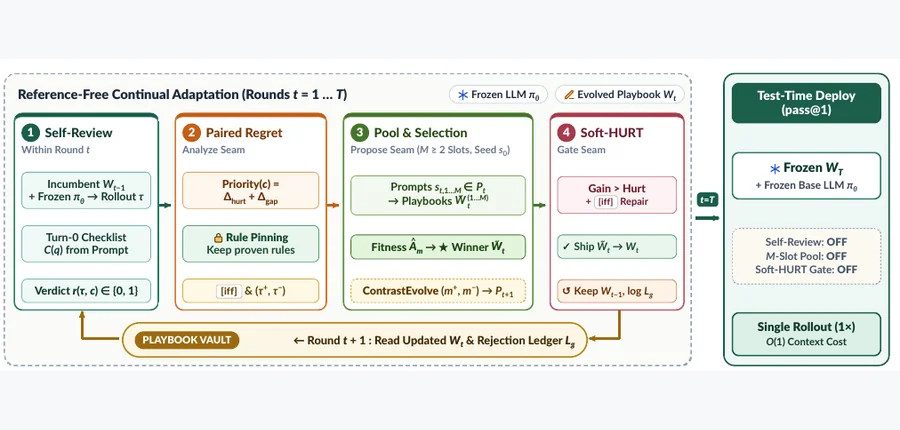 Reference-Free Continual Adaptation (Rounds t = 1 ... T)
Frozen LLM π_θ
Evolved Playbook W_t
1 Self-Review
Within Round t
Incumbent W_{t−1}
+ Frozen π_θ → Rollout τ
Turn-0 Checklist
C(q) from Prompt
Verdict r(τ, c) ∈ {0, 1}
2 Paired Regret
Analyze Seam
Priority(c) =
Δ_hurt + Δ_gap
Rule Pinning
Keep proven rules
[iff] & (τ⁺, τ⁻)
3 Pool & Selection
Propose Seam (M ≥ 2 Slots, Seed s₀)
Prompts s_{t,1…M} ∈ P_t
→ Playbooks W̃_t^{(1…M)}
Fitness Â_m → ★ Winner W̃_t
ContrastEvolve (m⁺, m⁻) → P_{t+1}
4 Soft-HURT
Gate Seam
Gain > Hurt
+ [iff] Repair
✓ Ship W̃_t → W_t
↺ Keep W_{t−1}, log L_g
PLAYBOOK VAULT
← Round t + 1 : Read Updated W_t & Rejection Ledger L_g
t=T
Test-Time Deploy
(pass@1)
Frozen W_T
+ Frozen Base LLM π_θ
Self-Review: OFF
M-Slot Pool: OFF
Soft-HURT Gate: OFF
Single Rollout (1×)
O(1) Context Cost